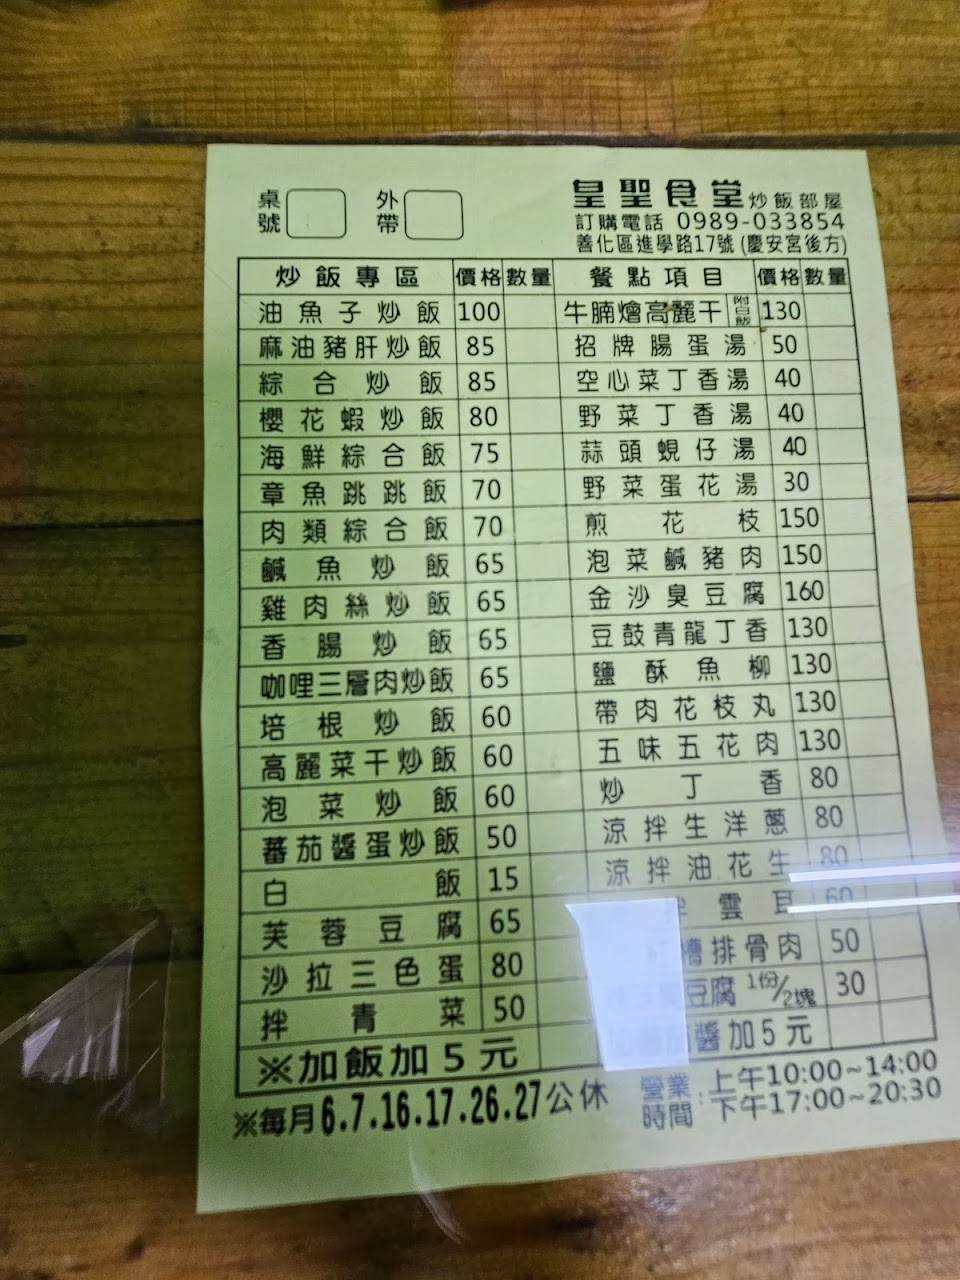 桌號
外帶
皇聖食堂 炒飯部屋
訂購電話 0989-033854
善化區進學路17號 (慶安宮後方)
炒飯專區 價格 數量 餐點項目 價格 數量
油魚子炒飯 100 牛腩燴高麗干 附白飯 130
麻油豬肝炒飯 85 招牌腸蛋湯 50
綜合炒飯 85 空心菜丁香湯 40
櫻花蝦炒飯 80 野菜丁香湯 40
海鮮綜合飯 75 蒜頭蜆仔湯 40
章魚跳跳飯 70 野菜蛋花湯 30
肉類綜合飯 70 煎花枝 150
鹹魚炒飯 65 泡菜鹹豬肉 150
雞肉絲炒飯 65 金沙臭豆腐 160
香腸炒飯 65 豆鼓青龍丁香 130
咖哩三層肉炒飯 65 鹽酥魚柳 130
培根炒飯 60 帶肉花枝丸 130
高麗菜干炒飯 60 五味五花肉 130
泡菜炒飯 60 炒丁香 80
蕃茄醬蛋炒飯 50 涼拌生洋蔥 80
白飯 15 涼拌油花生 80
芙蓉豆腐 65 拌雲耳 60
沙拉三色蛋 80 糟排骨肉 50
拌青菜 50 豆腐 1份/2塊 30
※加飯加5元 醬加5元
※每月6.7.16.17.26.27公休
營業時間：上午10:00~14:00
下午17:00~20:30